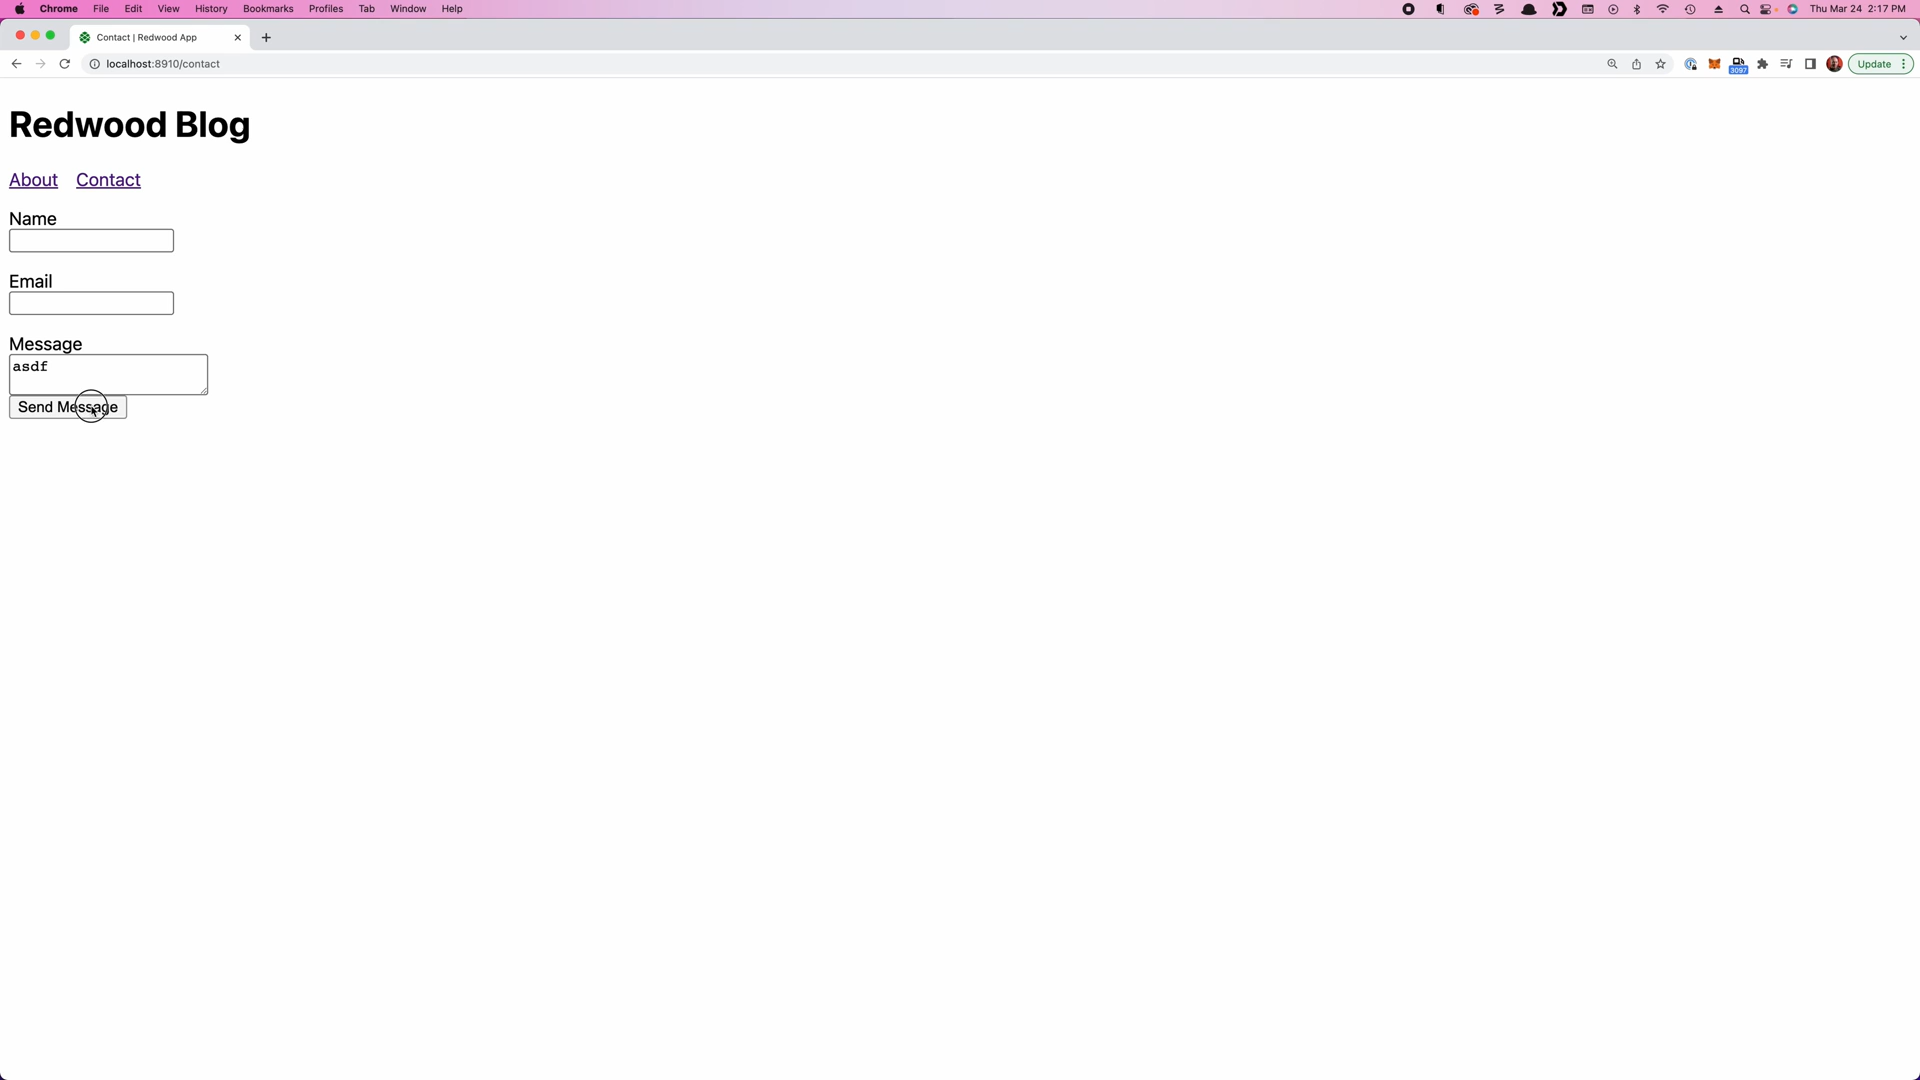 Chrome File Edit View History Bookmarks Profiles Tab Window Help Thu Mar 24 2:17 PM
Contact | Redwood App
localhost:8910/contact
3097
Update
Redwood Blog
About Contact
Name
Email
Message
asdf
Send Message